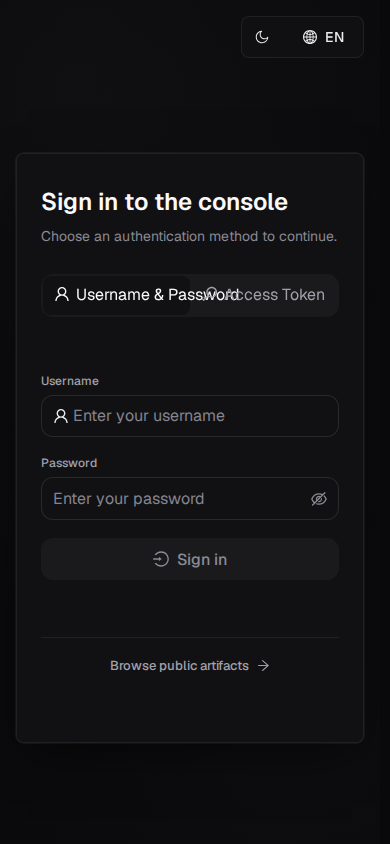 EN
Sign in to the console
Choose an authentication method to continue.
Username & Password Access Token
Username
Enter your username
Password
Enter your password
Sign in
Browse public artifacts